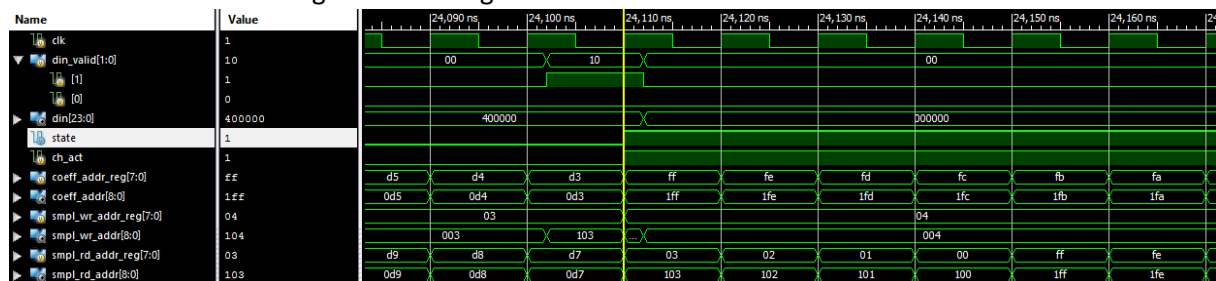 Name Value 24,090 ns 24,100 ns 24,110 ns 24,120 ns 24,130 ns 24,140 ns 24,150 ns 24,160 ns
clk 1
din_valid[1:0] 10 00 10 00
[1] 1
[0] 0
din[23:0] 400000 400000 000000
state 1
ch_act 1
coeff_addr_reg[7:0] ff d5 d4 d3 ff fe fd fc fb fa
coeff_addr[8:0] 1ff 0d5 0d4 0d3 1ff 1fe 1fd 1fc 1fb 1fa
smpl_wr_addr_reg[7:0] 04 03 04
smpl_wr_addr[8:0] 104 003 103 ... 004
smpl_rd_addr_reg[7:0] 03 d9 d8 d7 03 02 01 00 ff fe
smpl_rd_addr[8:0] 103 0d9 0d8 0d7 103 102 101 100 1ff 1fe